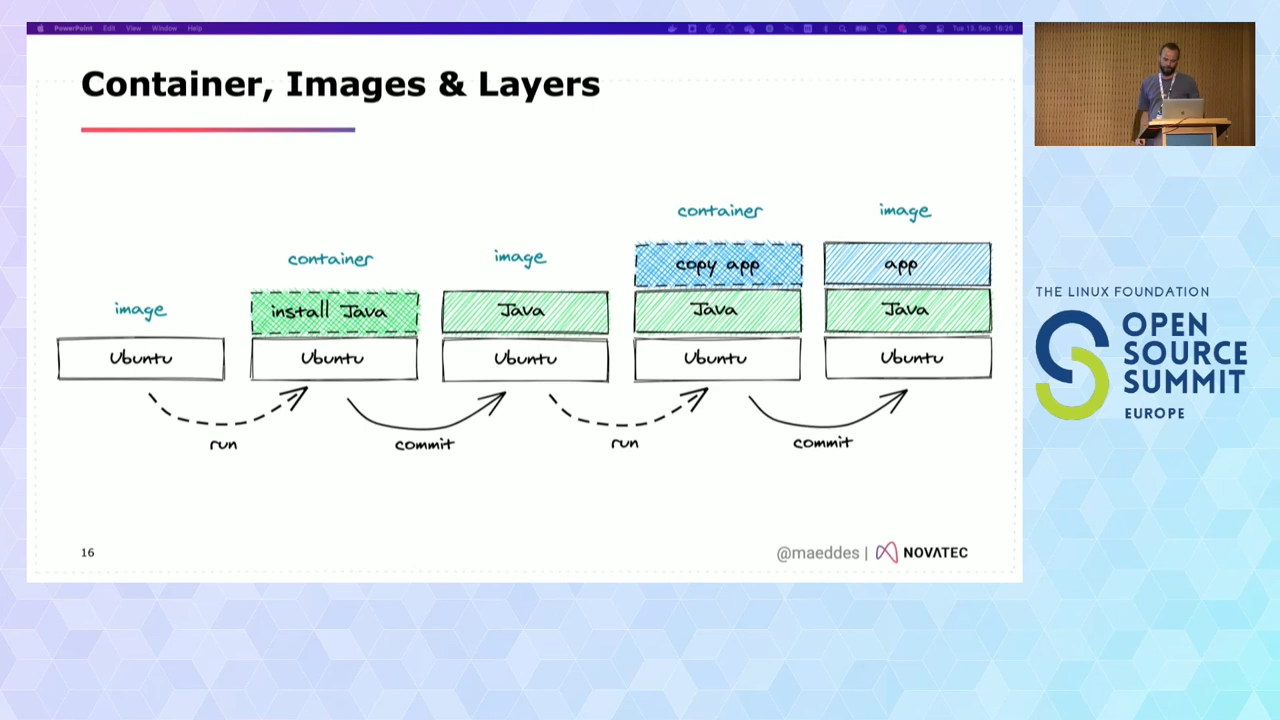 PowerPoint Edit View Window Help Tue 13. Sep 16:26
Container, Images & Layers
container image
container image
copy app app
image
install Java Java Java Java
Ubuntu Ubuntu Ubuntu Ubuntu Ubuntu
run commit run commit
16 @maeddes | NOVATEC
THE LINUX FOUNDATION
OPEN
SOURCE
SUMMIT
EUROPE